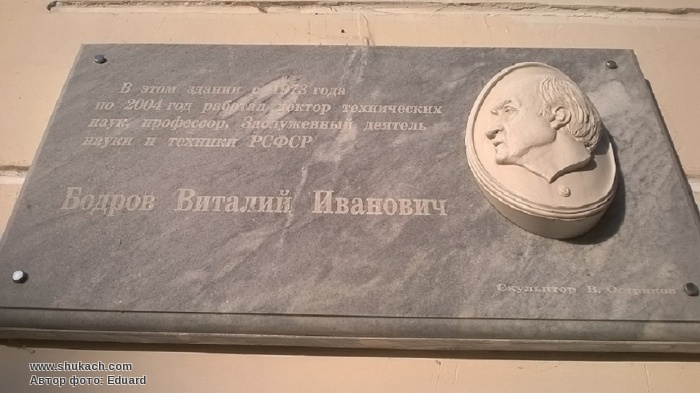 В этом здании с 1973 года
по 2004 год работал доктор технических
наук, профессор, Заслуженный деятель
науки и техники РСФСР
Бодров Виталий Иванович
Скульптор В. Остриков
www.shukach.com
Автор фото: Eduard